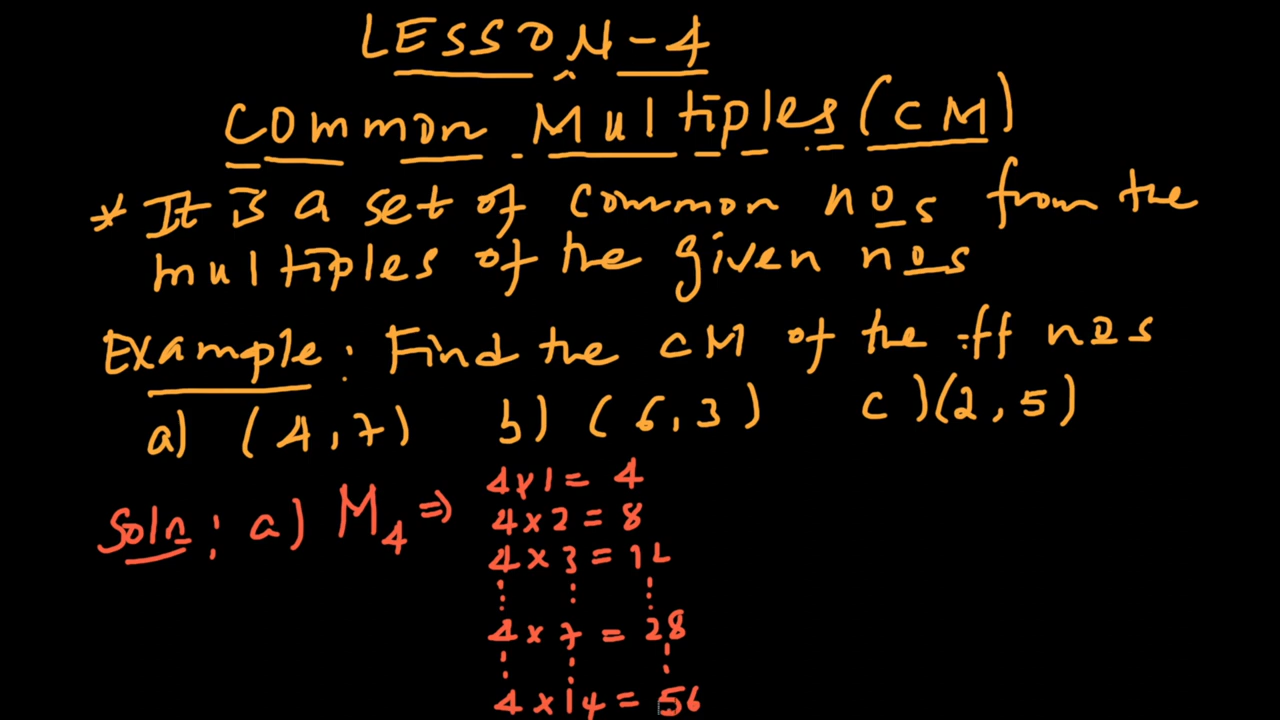 LESSON-4
Common Multiples (CM)
* It is a set of common nos from the
multiples of the given nos
Example: Find the CM of the ff nos
a) (4,7) b) (6,3) c) (2,5)
Soln: a) M4 ⇒ 4x1 = 4
4x2 = 8
4x3 = 12
4x7 = 28
4x14 = 56